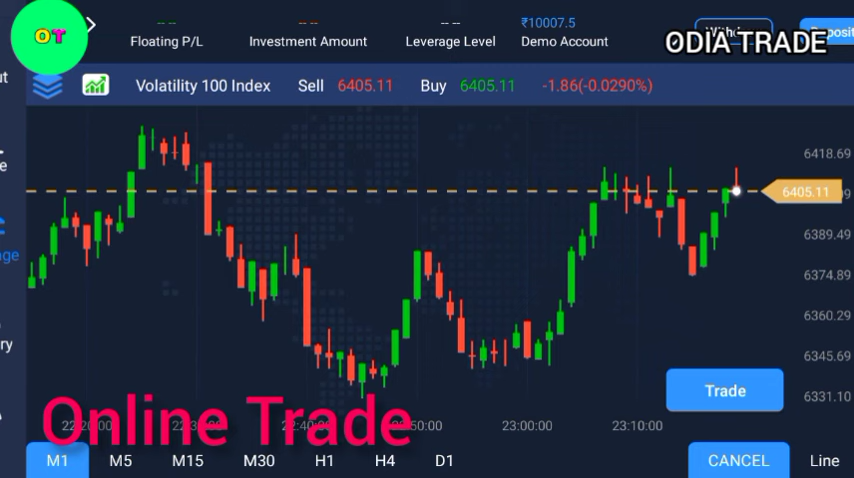 OT
-- -- -- -- -- -- ₹10007.5
Floating P/L Investment Amount Leverage Level Demo Account
ODIA TRADE
Volatility 100 Index Sell 6405.11 Buy 6405.11 -1.86(-0.0290%)
6418.69
6405.11
6389.49
6374.89
6360.29
6345.69
Trade
6331.10
Online Trade
23:00:00 23:10:00
M1 M5 M15 M30 H1 H4 D1 CANCEL Line